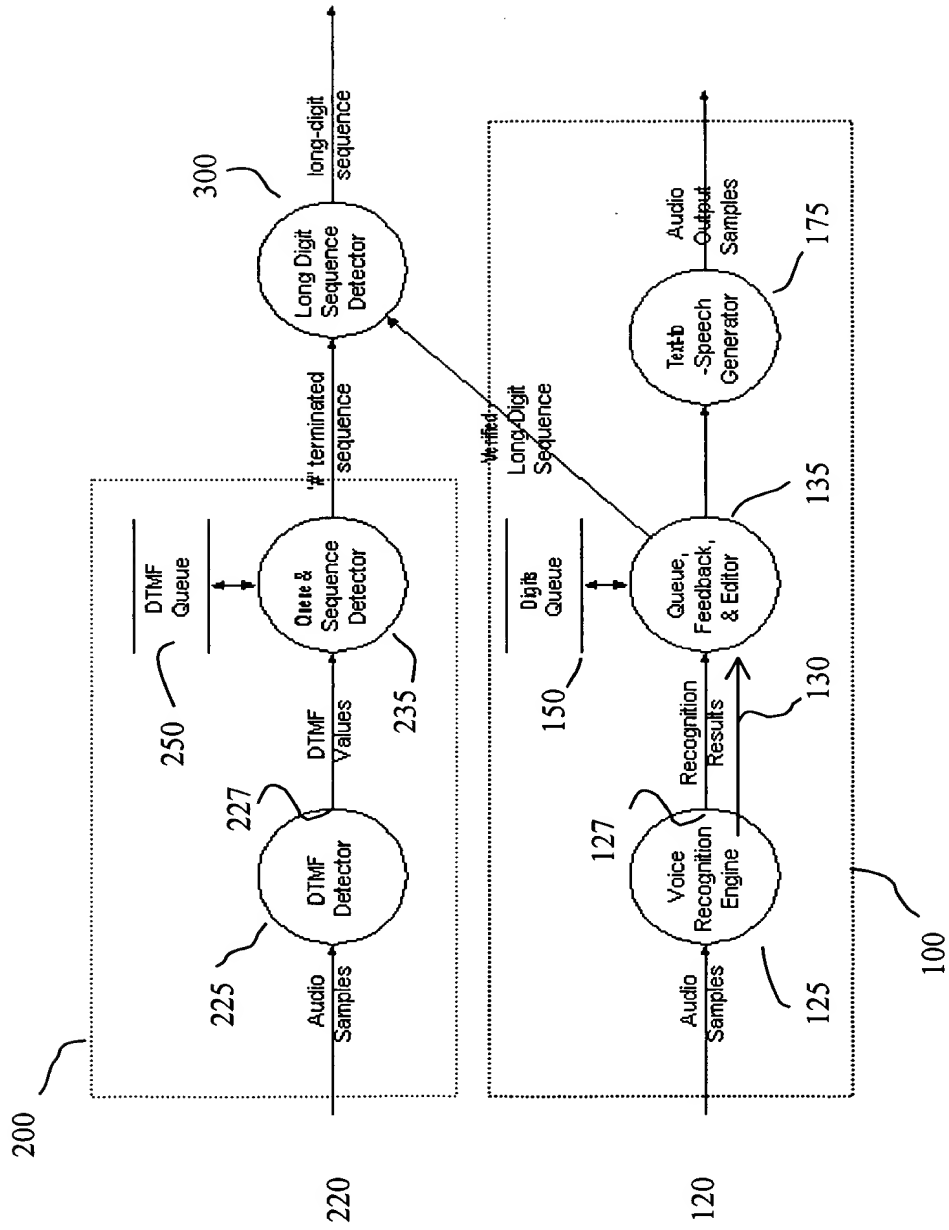 200
220
Audio
Samples
225
DTMF
Detector
227
DTMF
Values
250
DTMF
Queue
Queue &
Sequence
Detector
235
'#' terminated
sequence
300
Long Digit
Sequence
Detector
long-digit
sequence
Verified
Long-Digit
Sequence
120
Audio
Samples
125
Voice
Recognition
Engine
127
Recognition
Results
130
150
Digits
Queue
Queue,
Feedback,
& Editor
135
Text-to
-Speech
Generator
175
Audio
Output
Samples
100